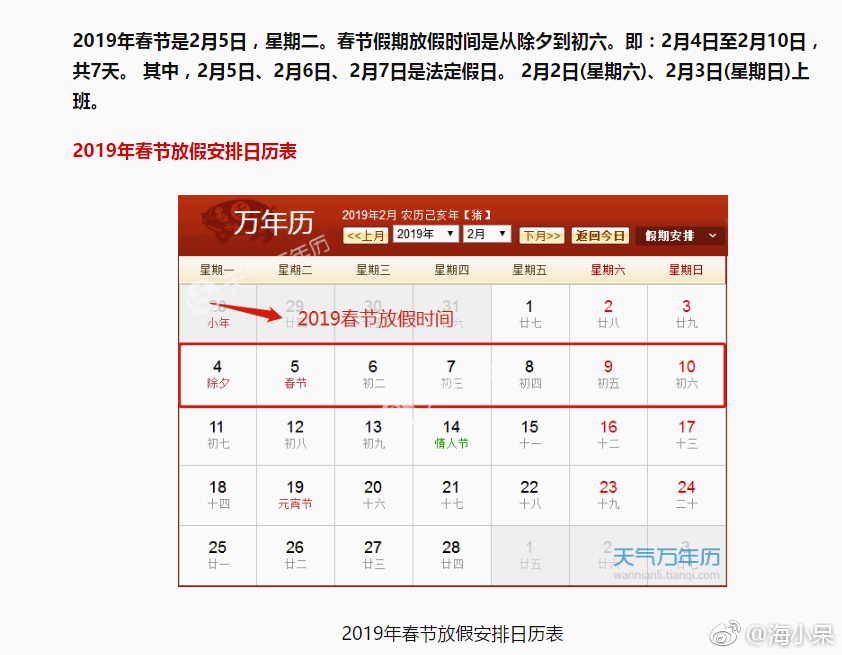 2019年春节是2月5日，星期二。春节假期放假时间是从除夕到初六。即：2月4日至2月10日，
共7天。 其中，2月5日、2月6日、2月7日是法定假日。 2月2日(星期六)、2月3日(星期日)上
班。
2019年春节放假安排日历表
万年历
2019年2月 农历己亥年【猪】
<<上月 2019年 2月 下月>> 返回今日 假期安排
星期一 星期二 星期三 星期四 星期五 星期六 星期日
28 29 30 31 1 2 3
小年 2019春节放假时间 廿七 廿八 廿九
4 5 6 7 8 9 10
除夕 春节 初二 初三 初四 初五 初六
11 12 13 14 15 16 17
初七 初八 初九 情人节 十一 十二 十三
18 19 20 21 22 23 24
十四 元宵节 十六 十七 十八 十九 二十
25 26 27 28 1 2 3
廿一 廿二 廿三 廿四 廿五
天气万年历
wannianli.tianqi.com
2019年春节放假安排日历表
@海小呆